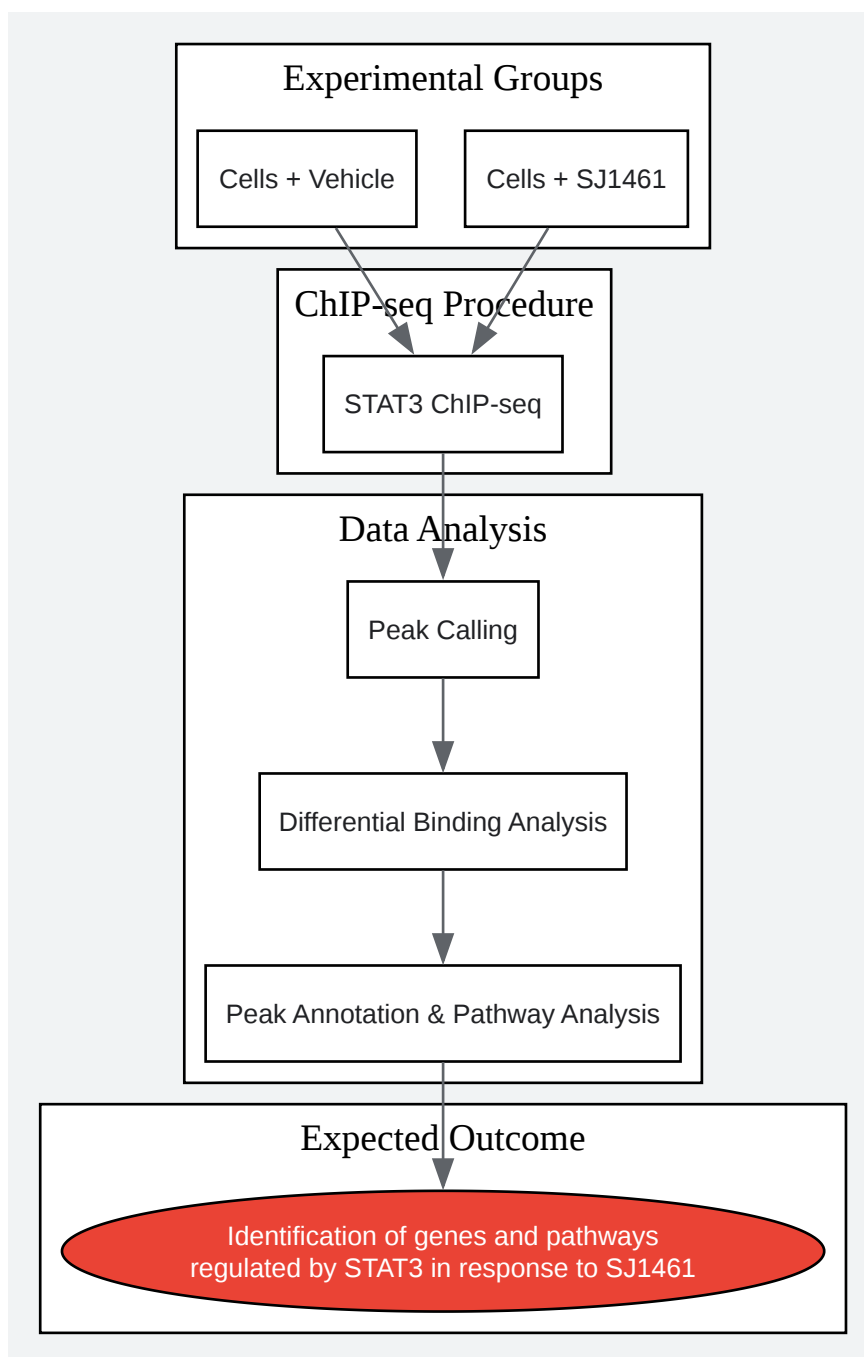 Experimental Groups
Cells + Vehicle
Cells + SJ1461
ChIP-seq Procedure
STAT3 ChIP-seq
Data Analysis
Peak Calling
Differential Binding Analysis
Peak Annotation & Pathway Analysis
Expected Outcome
Identification of genes and pathways
regulated by STAT3 in response to SJ1461